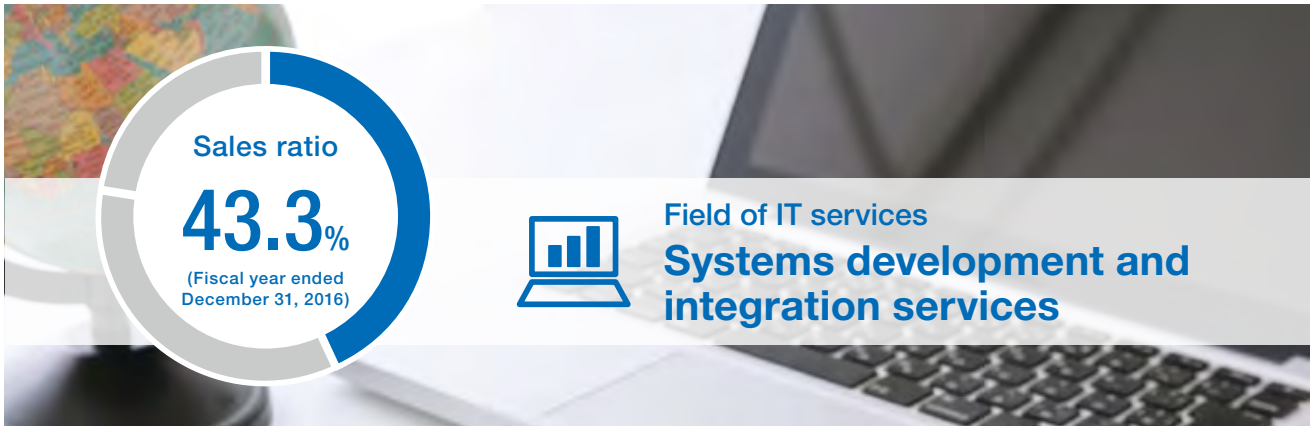 Sales ratio
43.3%
(Fiscal year ended
December 31, 2016)
Field of IT services
Systems development and
integration services